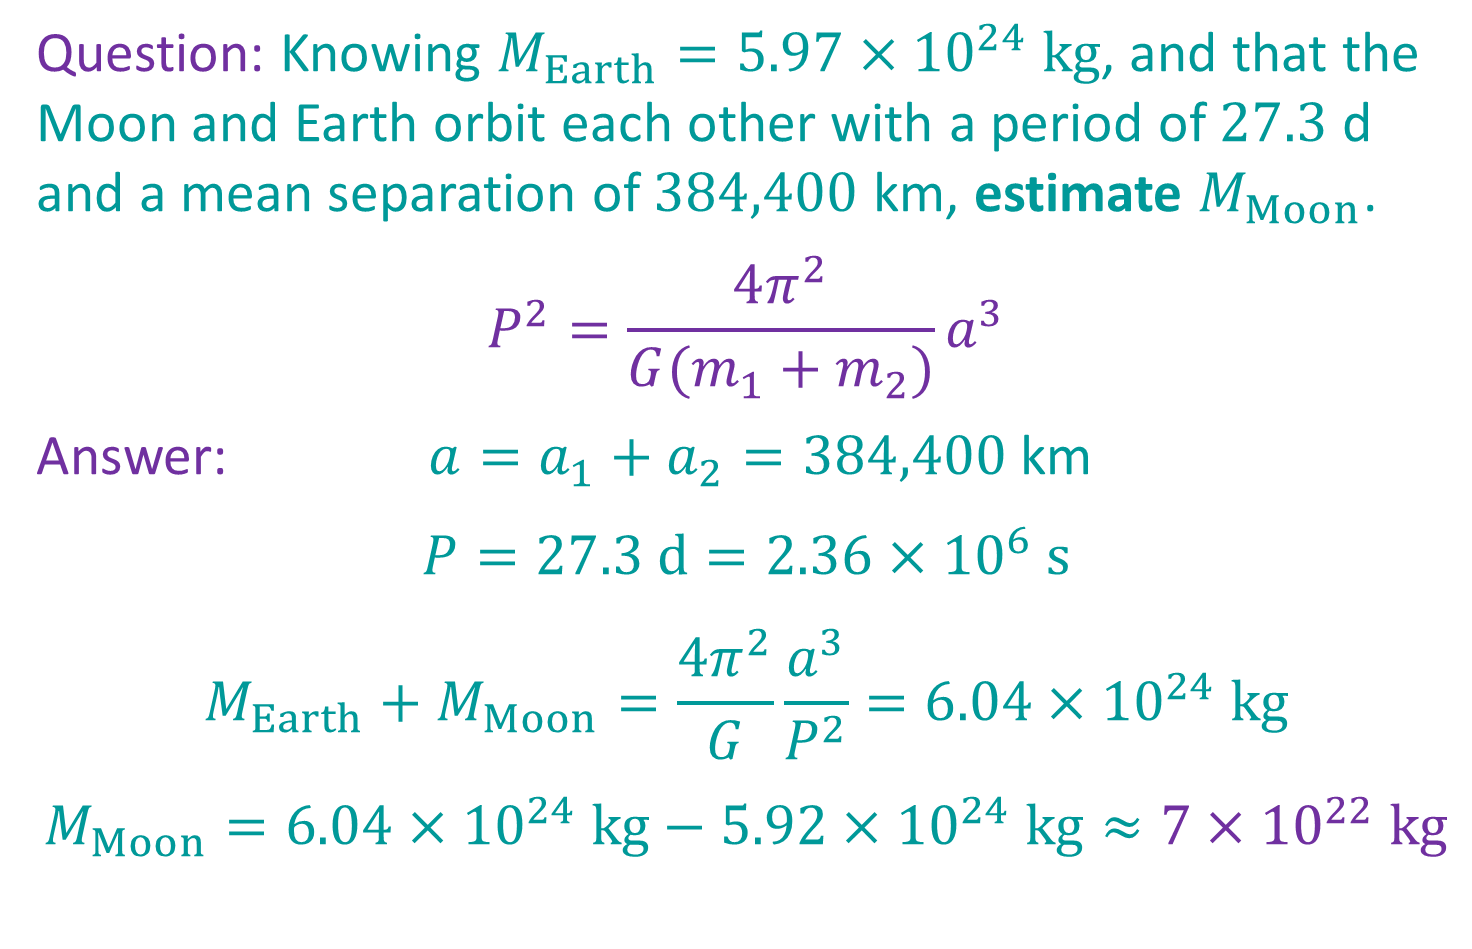 Question: Knowing M_Earth = 5.97 × 10^24 kg, and that the
Moon and Earth orbit each other with a period of 27.3 d
and a mean separation of 384,400 km, estimate M_Moon.
P^2 = \frac{4π^2}{G(m_1 + m_2)} a^3
Answer: a = a_1 + a_2 = 384,400 km
P = 27.3 d = 2.36 × 10^6 s
M_Earth + M_Moon = \frac{4π^2}{G} \frac{a^3}{P^2} = 6.04 × 10^24 kg
M_Moon = 6.04 × 10^24 kg − 5.92 × 10^24 kg ≈ 7 × 10^22 kg